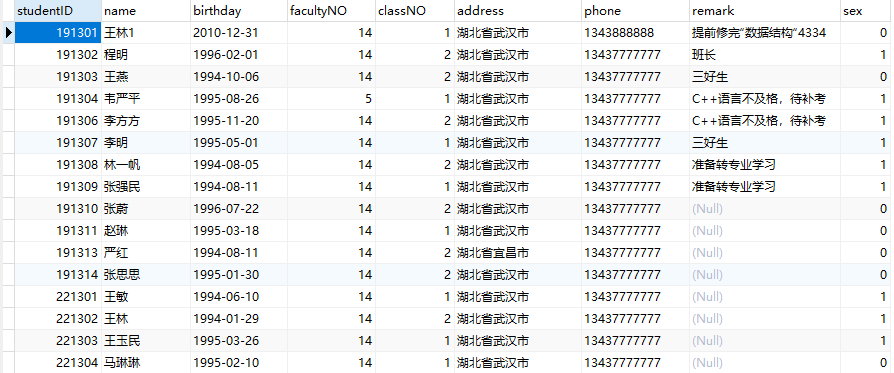 studentID name birthday facultyNO classNO address phone remark sex
191301 王林1 2010-12-31 14 1 湖北省武汉市 1343888888 提前修完“数据结构”4334 0
191302 程明 1996-02-01 14 2 湖北省武汉市 13437777777 班长 1
191303 王燕 1994-10-06 14 2 湖北省武汉市 13437777777 三好生 0
191304 韦严平 1995-08-26 5 1 湖北省武汉市 13437777777 C++语言不及格，待补考 1
191306 李方方 1995-11-20 14 2 湖北省武汉市 13437777777 C++语言不及格，待补考 1
191307 李明 1995-05-01 14 1 湖北省武汉市 13437777777 三好生 1
191308 林一帆 1994-08-05 14 2 湖北省武汉市 13437777777 准备转专业学习 1
191309 张强民 1994-08-11 14 1 湖北省武汉市 13437777777 准备转专业学习 1
191310 张蔚 1996-07-22 14 2 湖北省武汉市 13437777777 (Null) 0
191311 赵琳 1995-03-18 14 1 湖北省武汉市 13437777777 (Null) 0
191313 严红 1994-08-11 14 2 湖北省宜昌市 13437777777 (Null) 0
191314 张思思 1995-01-30 14 2 湖北省武汉市 13437777777 (Null) 0
221301 王敏 1994-06-10 14 1 湖北省武汉市 13437777777 (Null) 1
221302 王林 1994-01-29 14 2 湖北省武汉市 13437777777 (Null) 1
221303 王玉民 1995-03-26 14 1 湖北省武汉市 13437777777 (Null) 1
221304 马琳琳 1995-02-10 14 1 湖北省武汉市 13437777777 (Null) 0